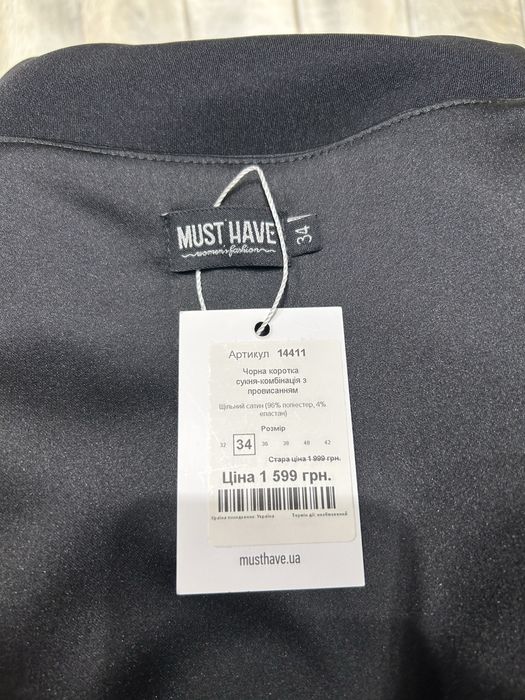 MUST HAVE
women's fashion
34
Артикул 14411
Чорна коротка
сукня-комбінація з
провисанням
Щільний сатин (96% поліестер, 4%
еластан)
Розмір
32 34 36 38 40 42
Стара ціна 1 999 грн.
Ціна 1 599 грн.
Країна походження: Україна Термін дії: необмежений
musthave.ua